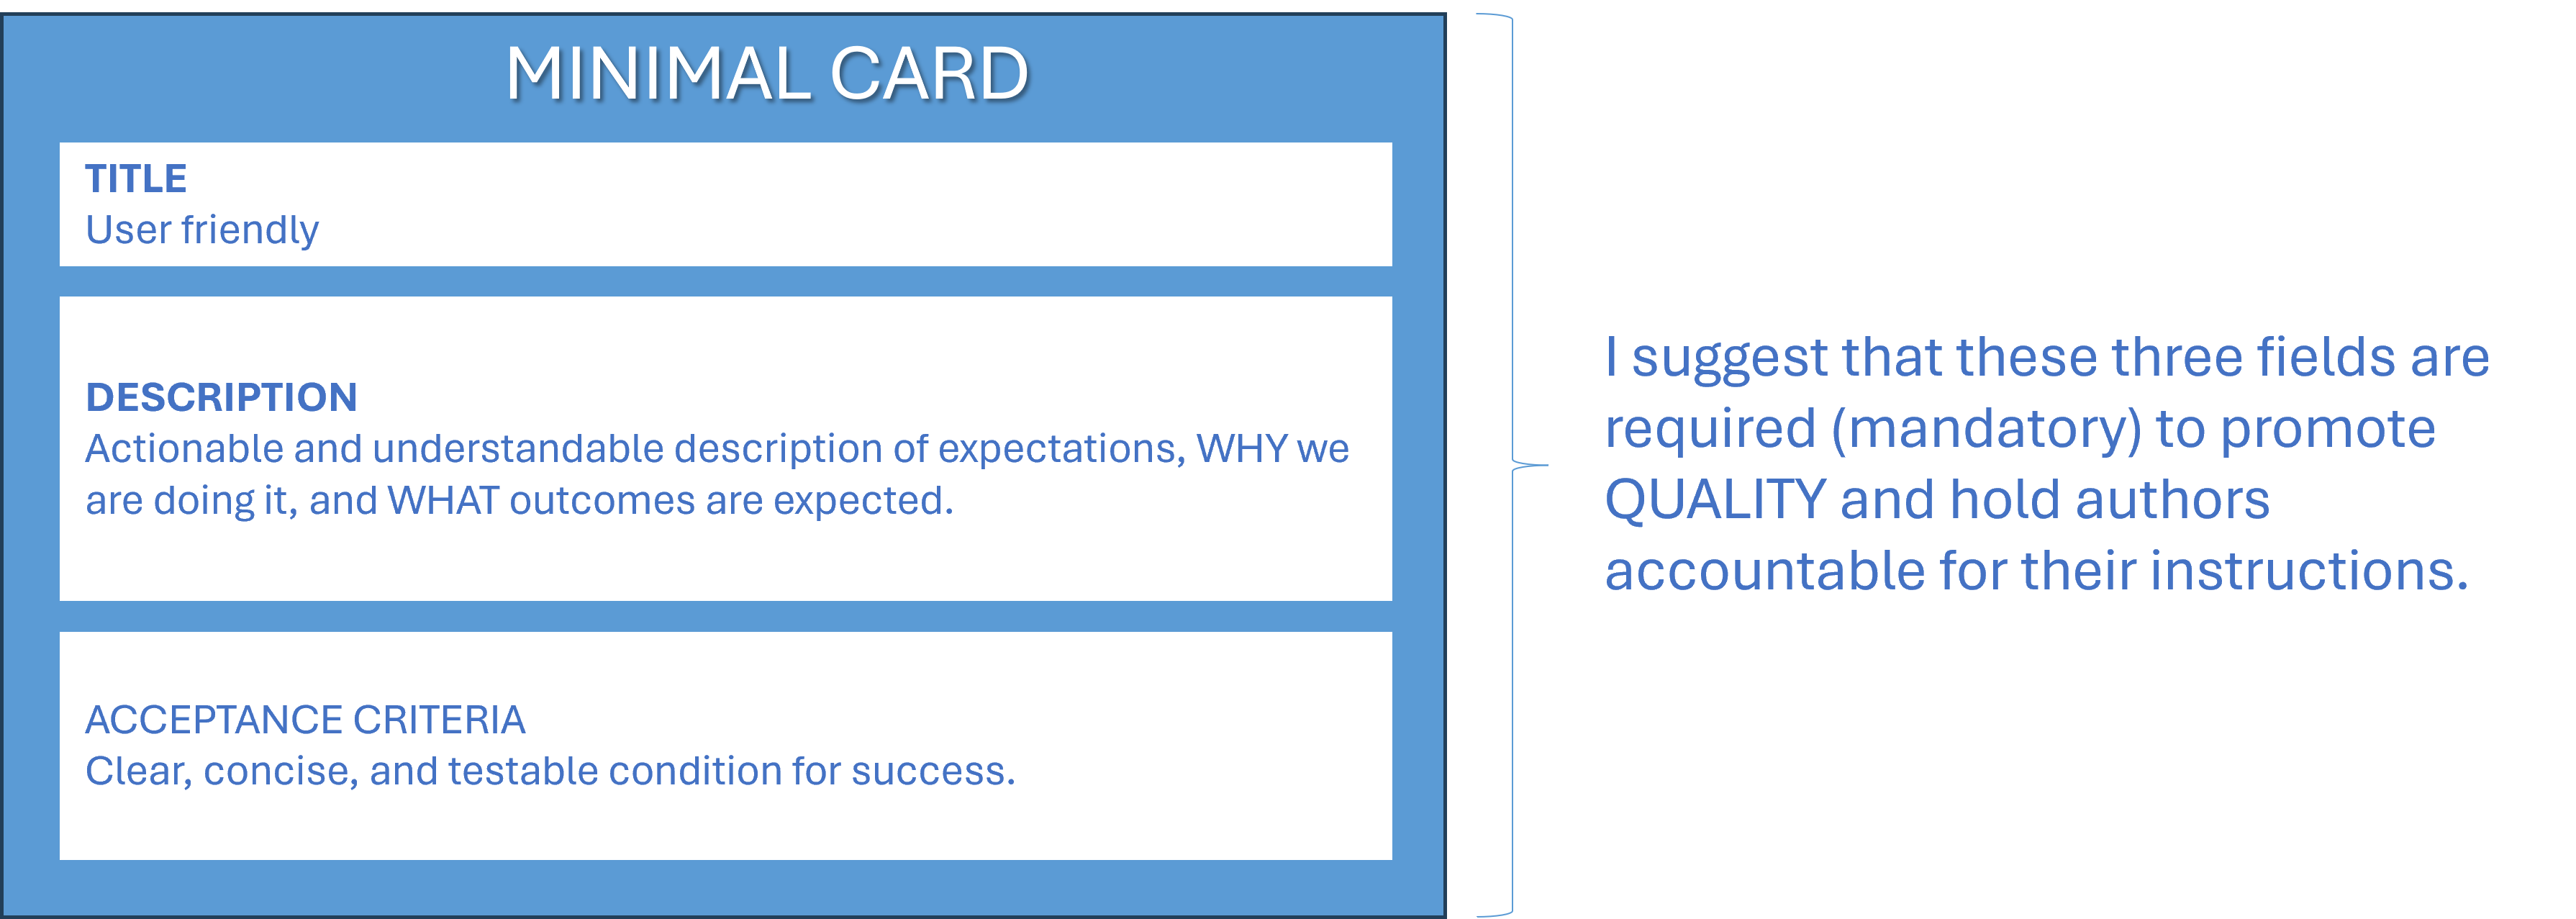 MINIMAL CARD
TITLE
User friendly
DESCRIPTION
Actionable and understandable description of expectations, WHY we
are doing it, and WHAT outcomes are expected.
ACCEPTANCE CRITERIA
Clear, concise, and testable condition for success.
I suggest that these three fields are
required (mandatory) to promote
QUALITY and hold authors
accountable for their instructions.